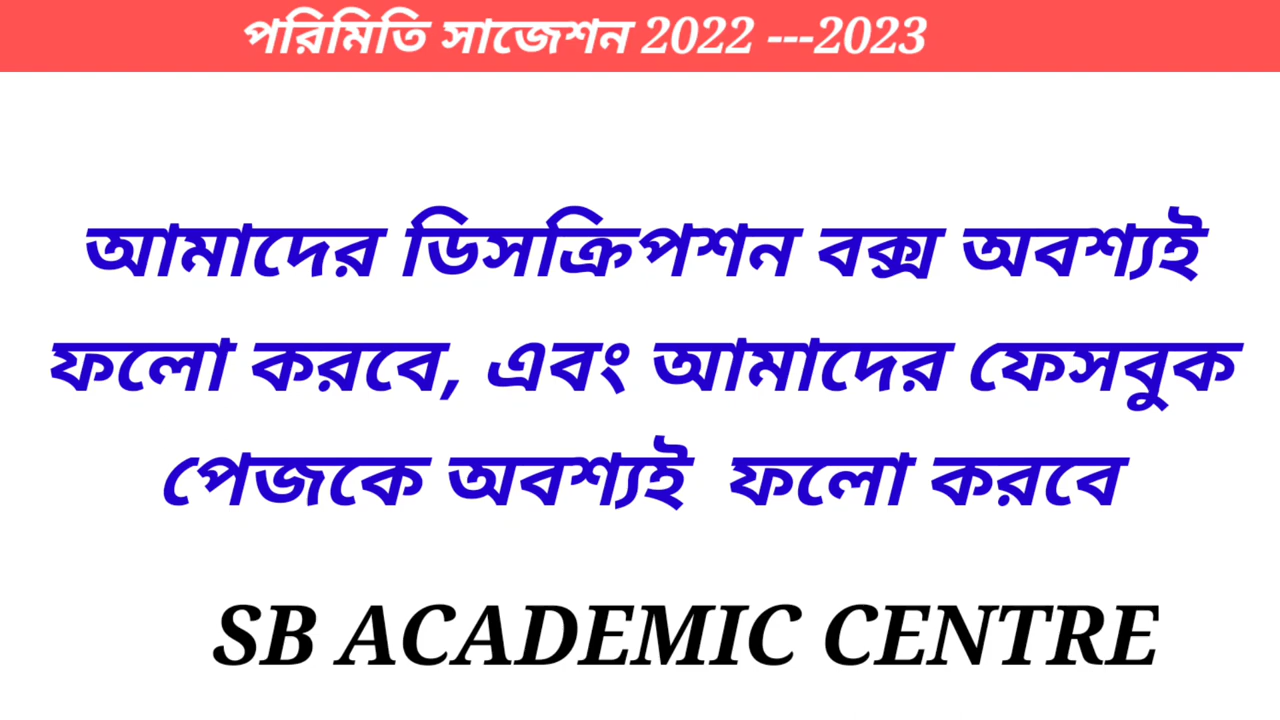 পরিমিতি সাজেশন 2022 ---2023
আমাদের ডিসক্রিপশন বক্স অবশ্যই
ফলো করবে, এবং আমাদের ফেসবুক
পেজকে অবশ্যই ফলো করবে
SB ACADEMIC CENTRE